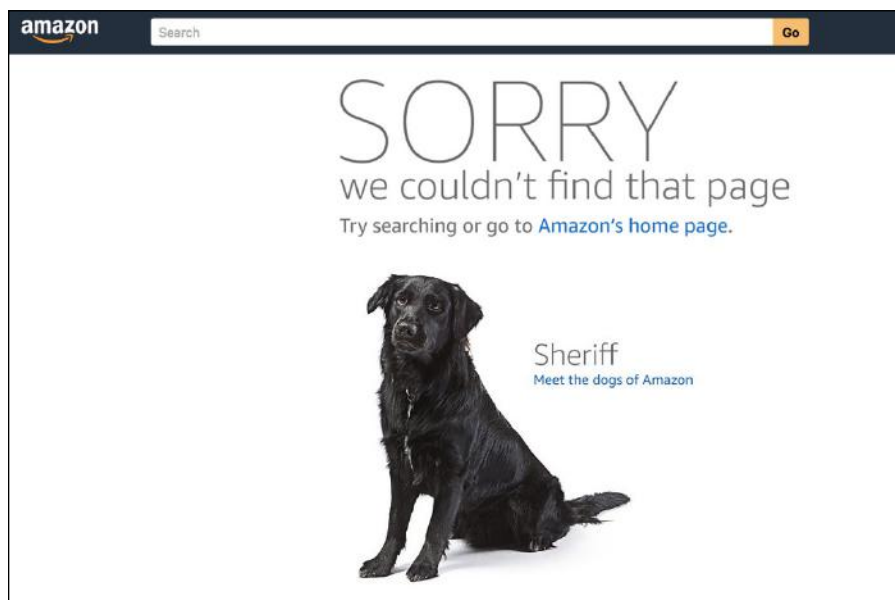 amazon
Search
Go
SORRY
we couldn't find that page
Try searching or go to Amazon's home page.
Sheriff
Meet the dogs of Amazon